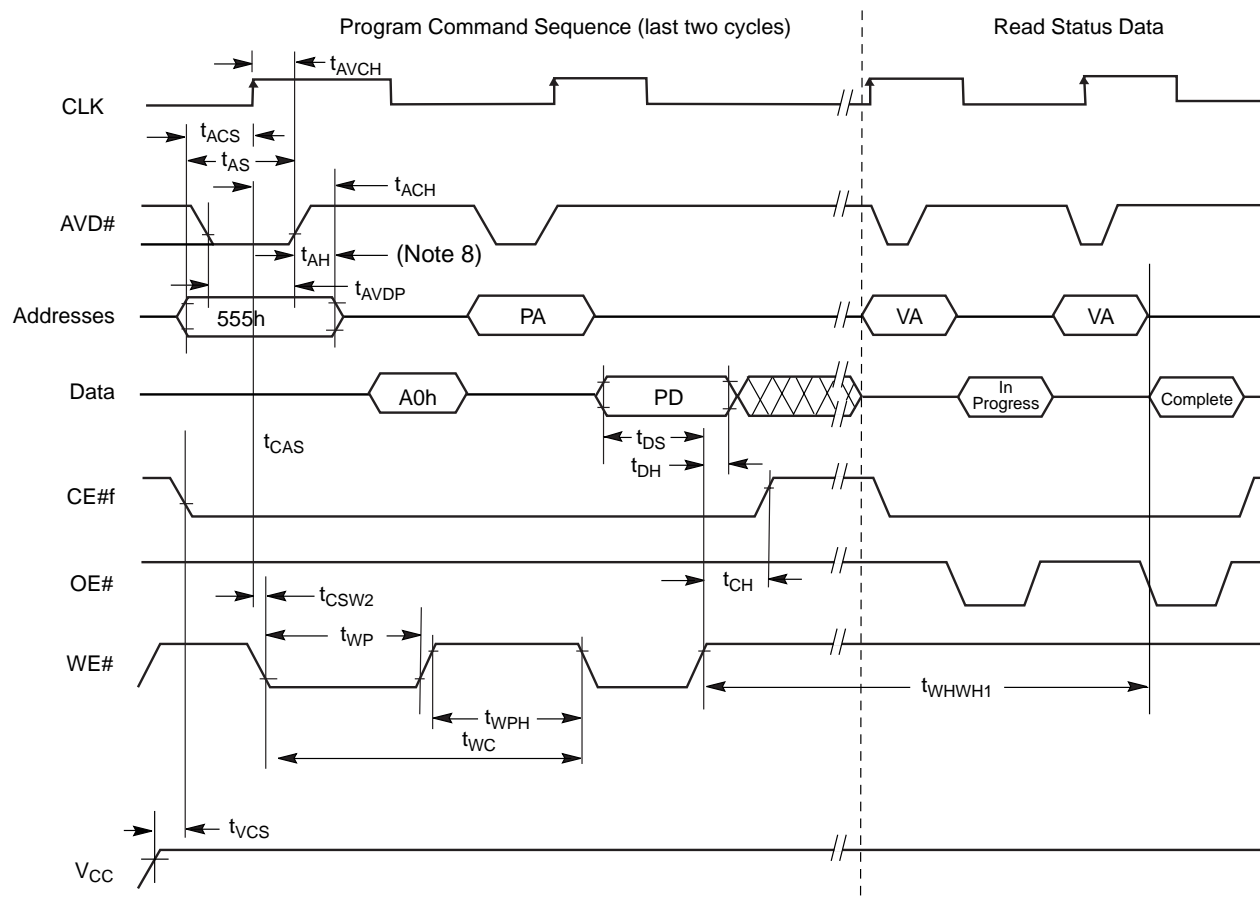 Program Command Sequence (last two cycles) Read Status Data
tAVCH
CLK
tACS
tAS
tACH
AVD#
tAH (Note 8)
tAVDP
Addresses 555h PA VA VA
Data A0h PD In Progress Complete
tDS
tCAS
tDH
CE#f
OE#
tCH
tCSW2
tWP
WE#
tWHWH1
tWPH
tWC
tVCS
VCC